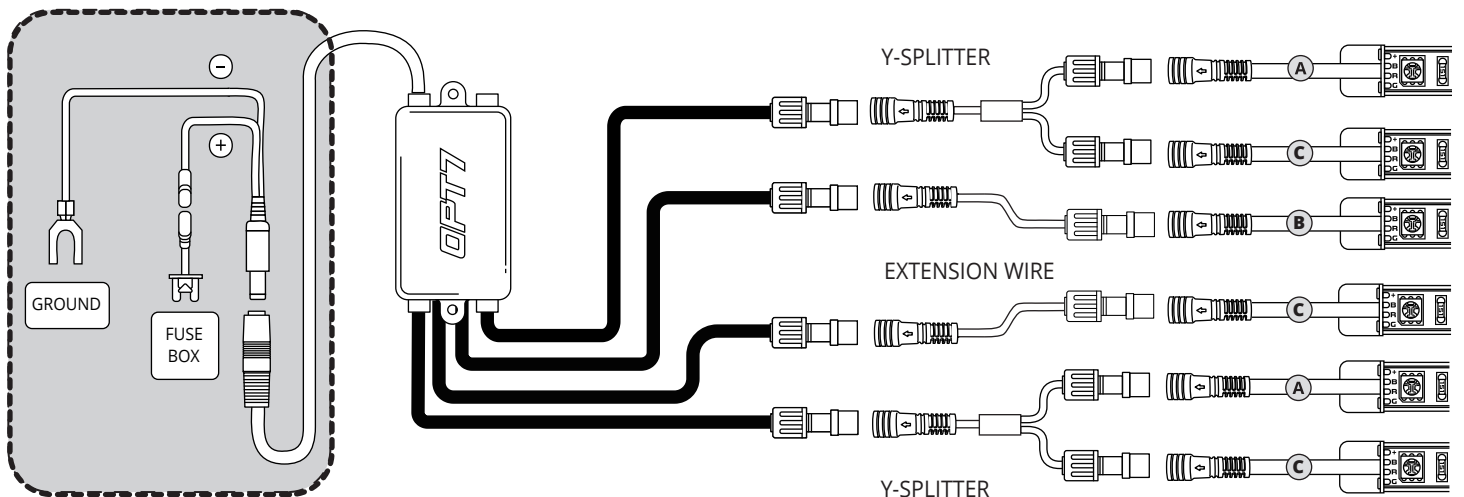 Y-SPLITTER
A
+
B
R
G
−
+
C
+
B
R
G
OPT7
B
+
B
R
G
EXTENSION WIRE
GROUND
C
+
B
R
G
FUSE
BOX
A
+
B
R
G
C
+
B
R
G
Y-SPLITTER